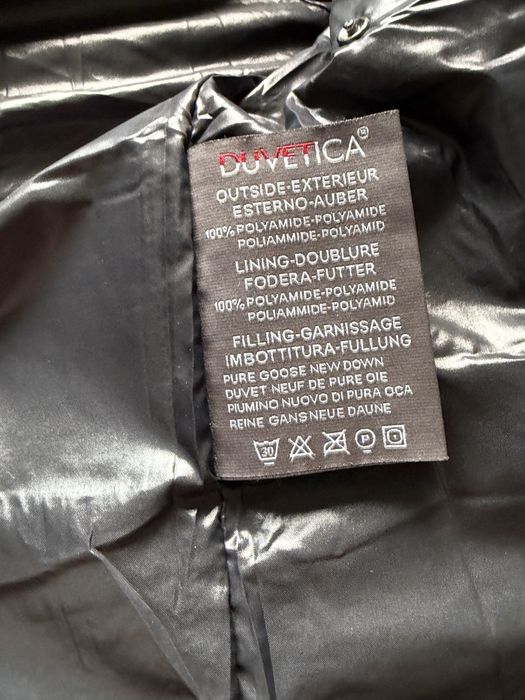 DUVETICA®
OUTSIDE-EXTERIEUR
ESTERNO-AUBER
100% POLYAMIDE-POLYAMIDE
POLIAMMIDE-POLYAMID
LINING-DOUBLURE
FODERA-FUTTER
100% POLYAMIDE-POLYAMIDE
POLIAMMIDE-POLYAMID
FILLING-GARNISSAGE
IMBOTTITURA-FULLUNG
PURE GOOSE NEW DOWN
DUVET NEUF DE PURE OIE
PIUMINO NUOVO DI PURA OCA
REINE GANSNEUE DAUNE
30 P